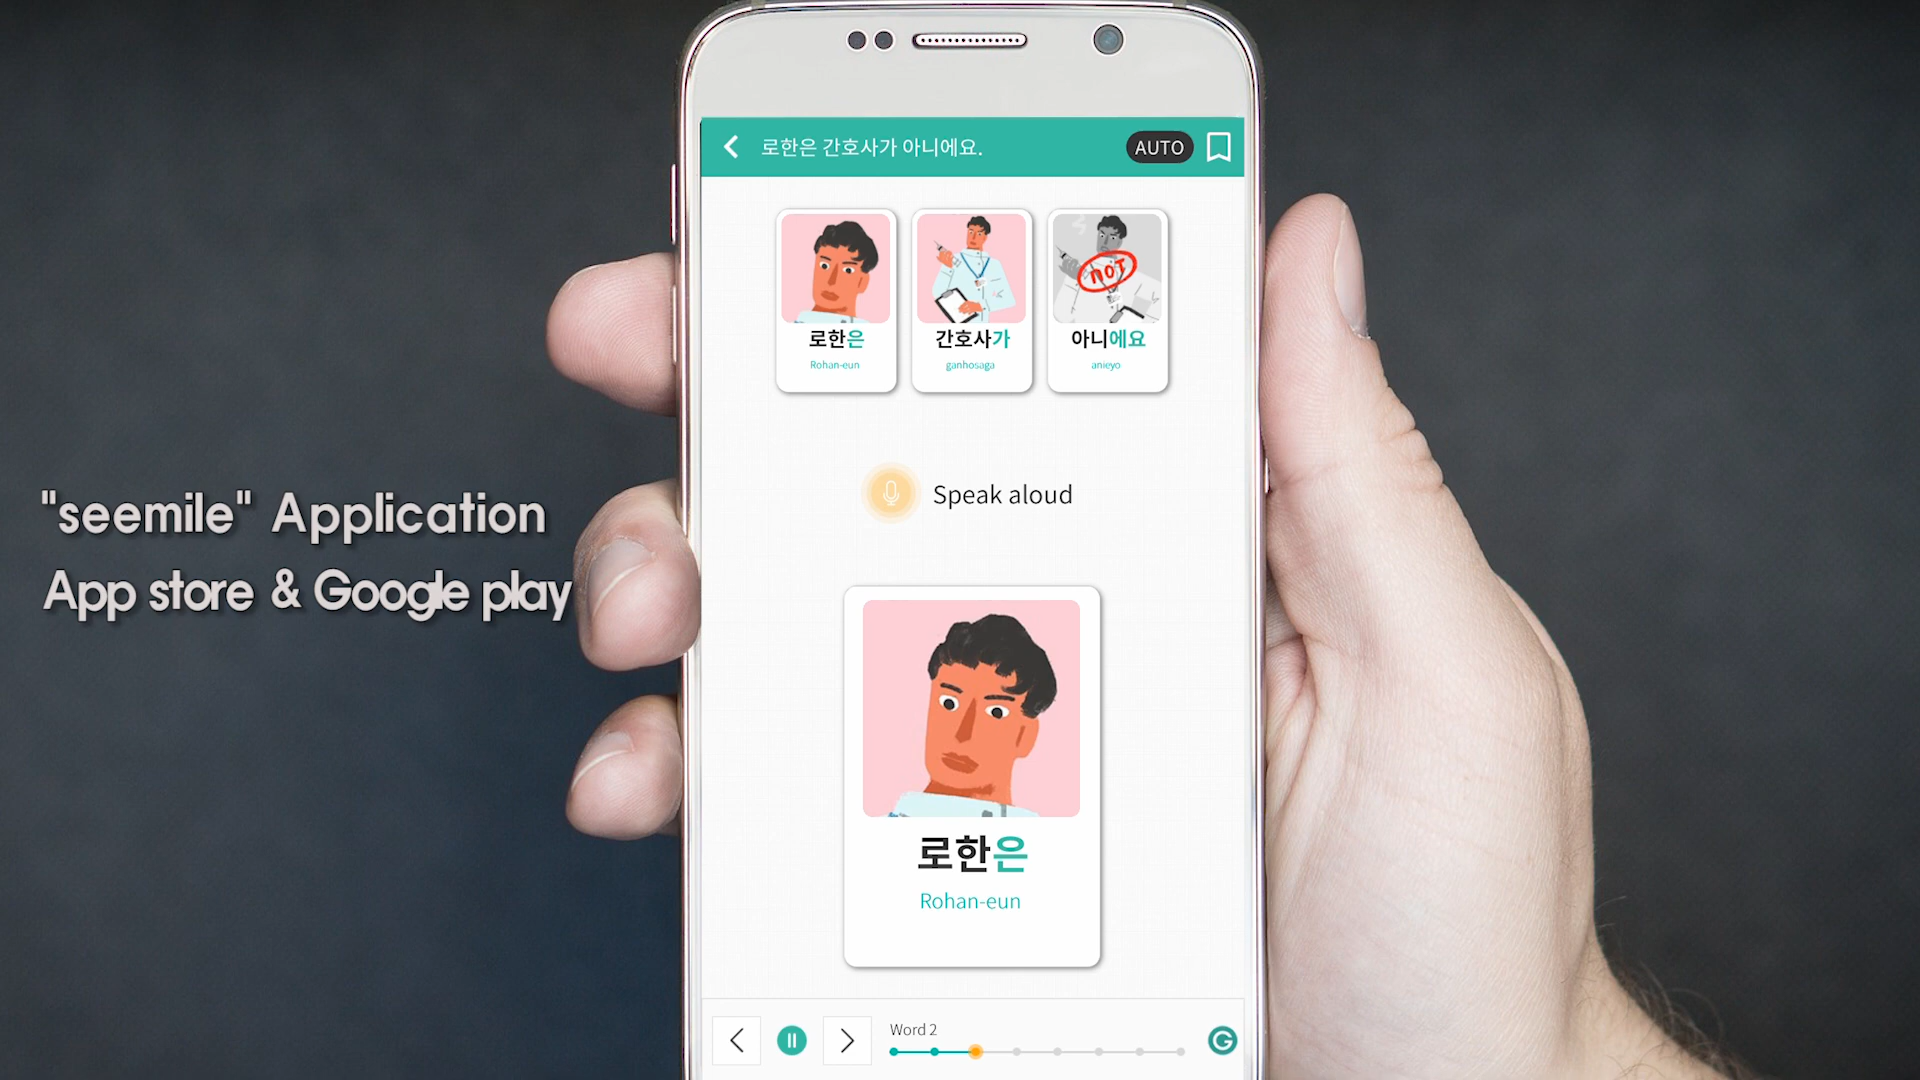 로한은 간호사가 아니에요.
AUTO
not
로한은
Rohan-eun
간호사가
ganhosaga
아니에요
anieyo
Speak aloud
"seemile" Application
App store & Google play
로한은
Rohan-eun
Word 2
G